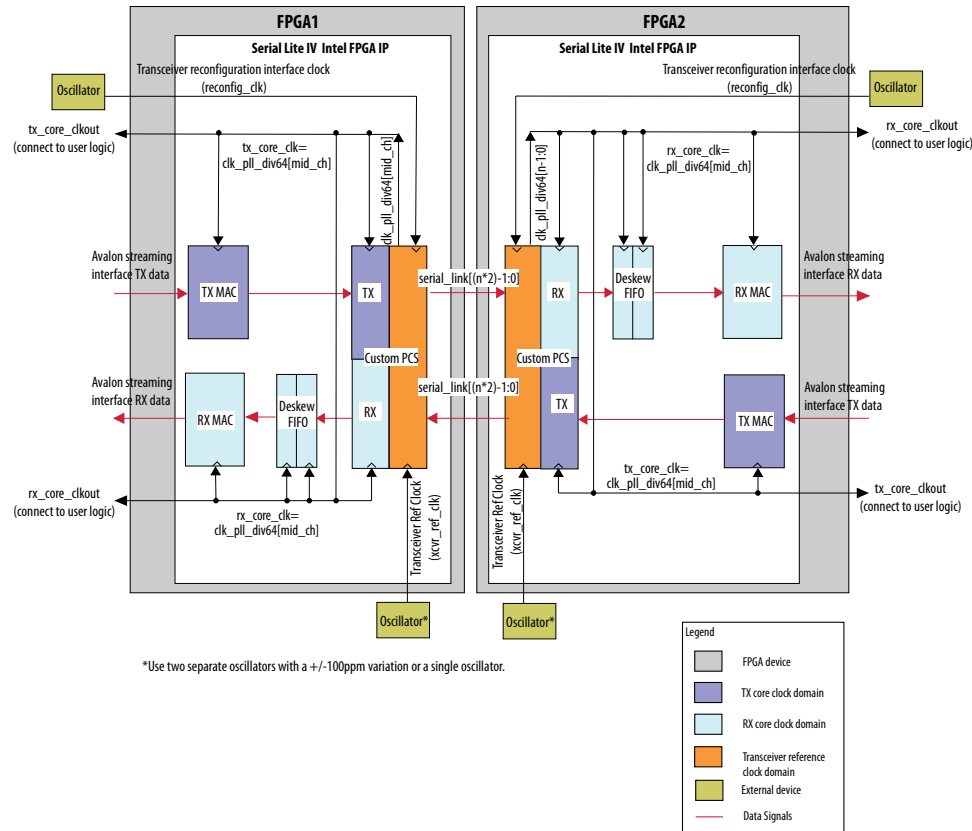 FPGA1
Serial Lite IV Intel FPGA IP
Transceiver reconfiguration interface clock
(reconfig_clk)
Oscillator
tx_core_clkout
(connect to user logic)
tx_core_clk=
clk_pll_div64[mid_ch]
clk_pll_div64[mid_ch]
Avalon streaming
interface TX data
TX MAC
TX
Custom PCS
Avalon streaming
interface RX data
RX MAC
Deskew
FIFO
RX
rx_core_clkout
(connect to user logic)
rx_core_clk=
clk_pll_div64[mid_ch]
Transceiver Ref Clock
(xcvr_ref_clk)
Oscillator*
serial_link[(n*2)-1:0]
serial_link[(n*2)-1:0]
FPGA2
Serial Lite IV Intel FPGA IP
Transceiver reconfiguration interface clock
(reconfig_clk)
Oscillator
rx_core_clkout
(connect to user logic)
clk_pll_div64[n-1:0]
rx_core_clk=
clk_pll_div64[mid_ch]
RX
Deskew
FIFO
RX MAC
Avalon streaming
interface RX data
Custom PCS
TX
TX MAC
Avalon streaming
interface TX data
tx_core_clk=
clk_pll_div64[mid_ch]
tx_core_clkout
(connect to user logic)
Transceiver Ref Clock
(xcvr_ref_clk)
Oscillator*
*Use two separate oscillators with a +/-100ppm variation or a single oscillator.
Legend
FPGA device
TX core clock domain
RX core clock domain
Transceiver reference
clock domain
External device
Data Signals